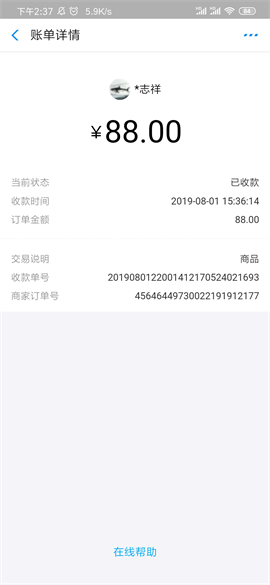 下午2:37 5.9K/s 94
账单详情
*志祥
¥88.00
当前状态 已收款
收款时间 2019-08-01 15:36:14
订单金额 88.00
交易说明 商品
收款单号 20190801220014121705240216​93
商家订单号 45646449730022191912177
在线帮助